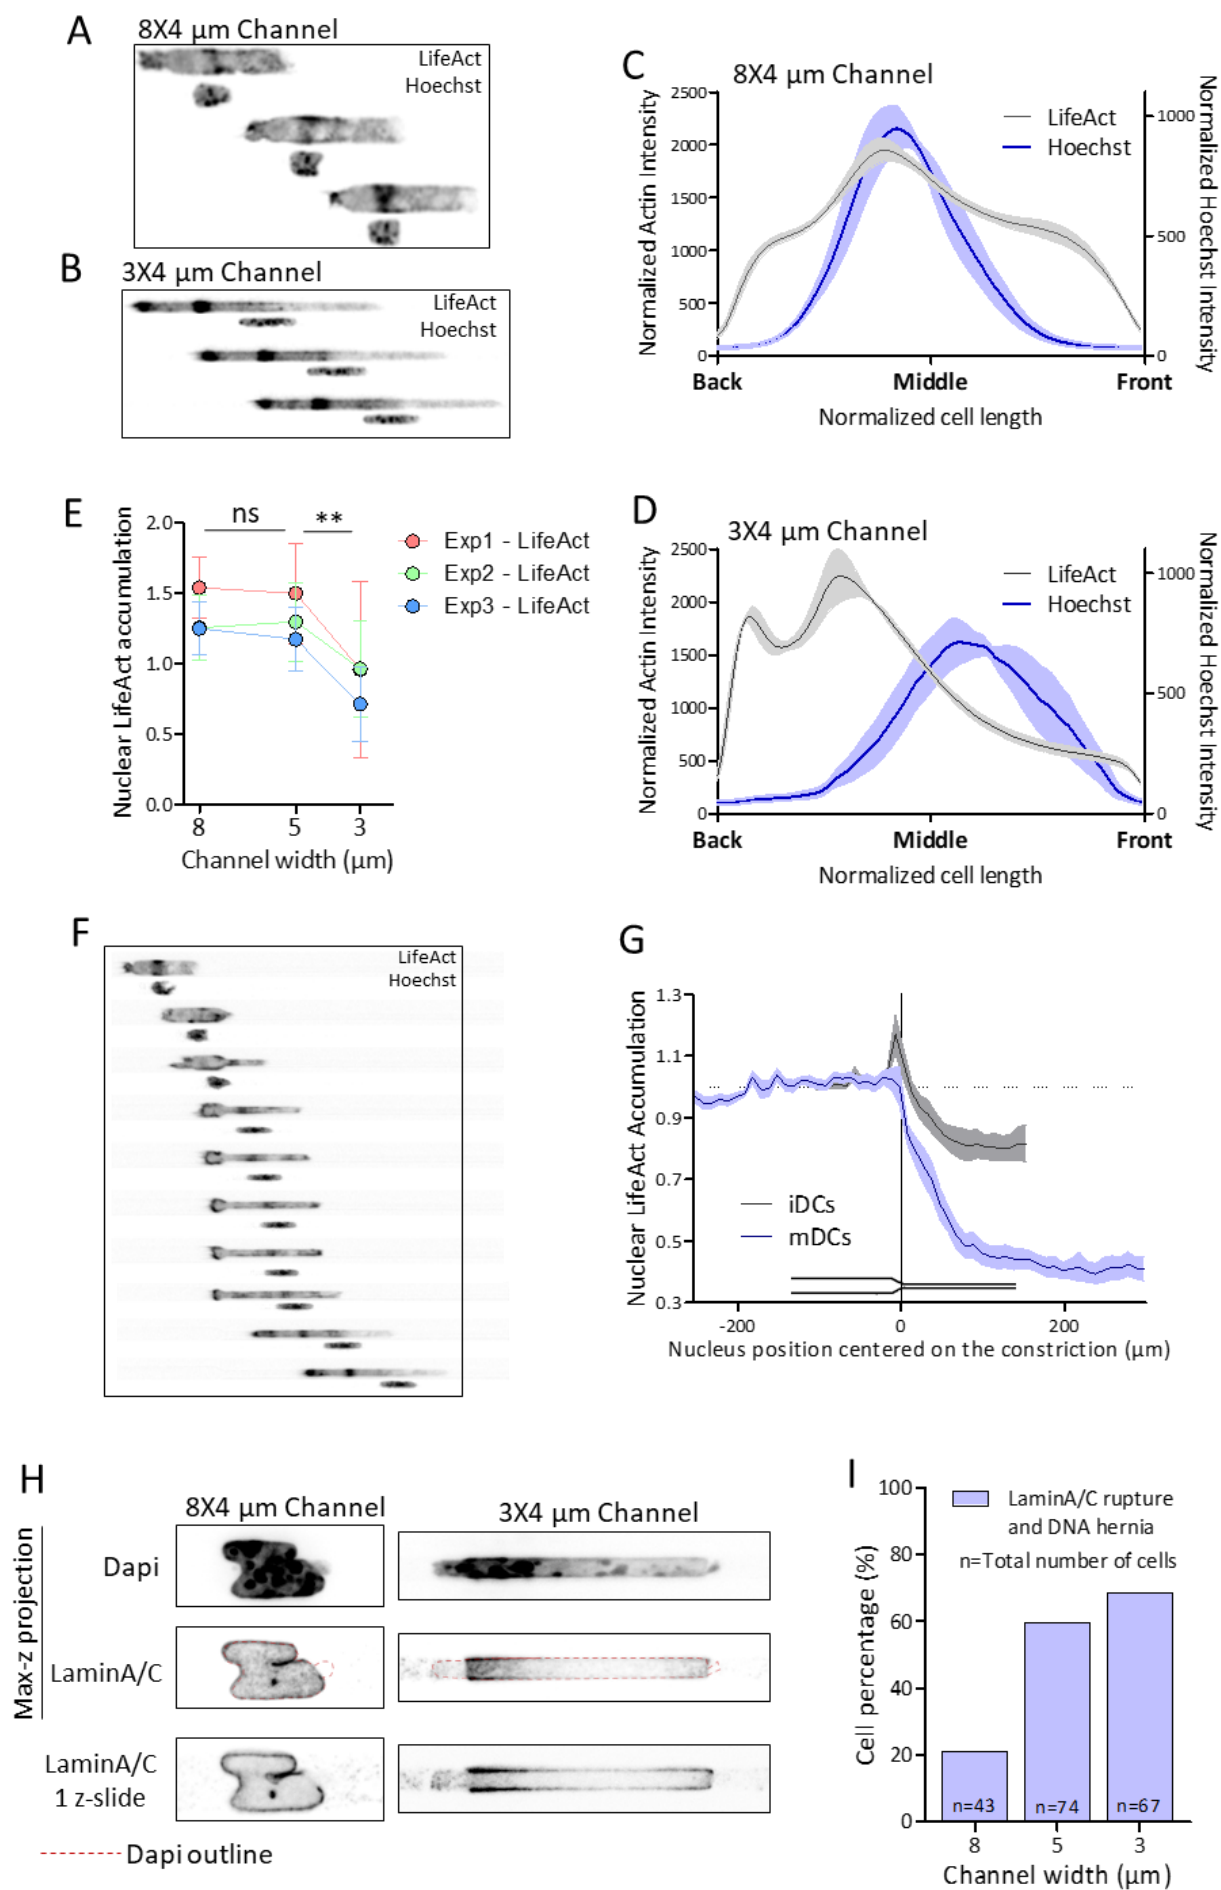 A
8X4 µm Channel
LifeAct
Hoechst
B
3X4 µm Channel
LifeAct
Hoechst
C
8X4 µm Channel
Normalized Actin Intensity
2500
2000
1500
1000
500
0
LifeAct
Hoechst
1000
500
0
Normalized Hoechst Intensity
Back
Middle
Front
Normalized cell length
E
Nuclear LifeAct accumulation
2.0
1.5
1.0
0.5
0.0
ns
**
Exp1 - LifeAct
Exp2 - LifeAct
Exp3 - LifeAct
8
5
3
Channel width (µm)
D
3X4 µm Channel
Normalized Actin Intensity
2500
2000
1500
1000
500
0
LifeAct
Hoechst
1000
500
0
Normalized Hoechst Intensity
Back
Middle
Front
Normalized cell length
F
LifeAct
Hoechst
G
Nuclear LifeAct Accumulation
1.3
1.1
0.9
0.7
0.5
0.3
iDCs
mDCs
-200
0
200
Nucleus position centered on the constriction (µm)
H
8X4 µm Channel
3X4 µm Channel
Max-z projection
Dapi
LaminA/C
LaminA/C
1 z-slide
Dapi outline
I
Cell percentage (%)
100
80
60
40
20
0
LaminA/C rupture
and DNA hernia
n=Total number of cells
n=43
n=74
n=67
8
5
3
Channel width (µm)